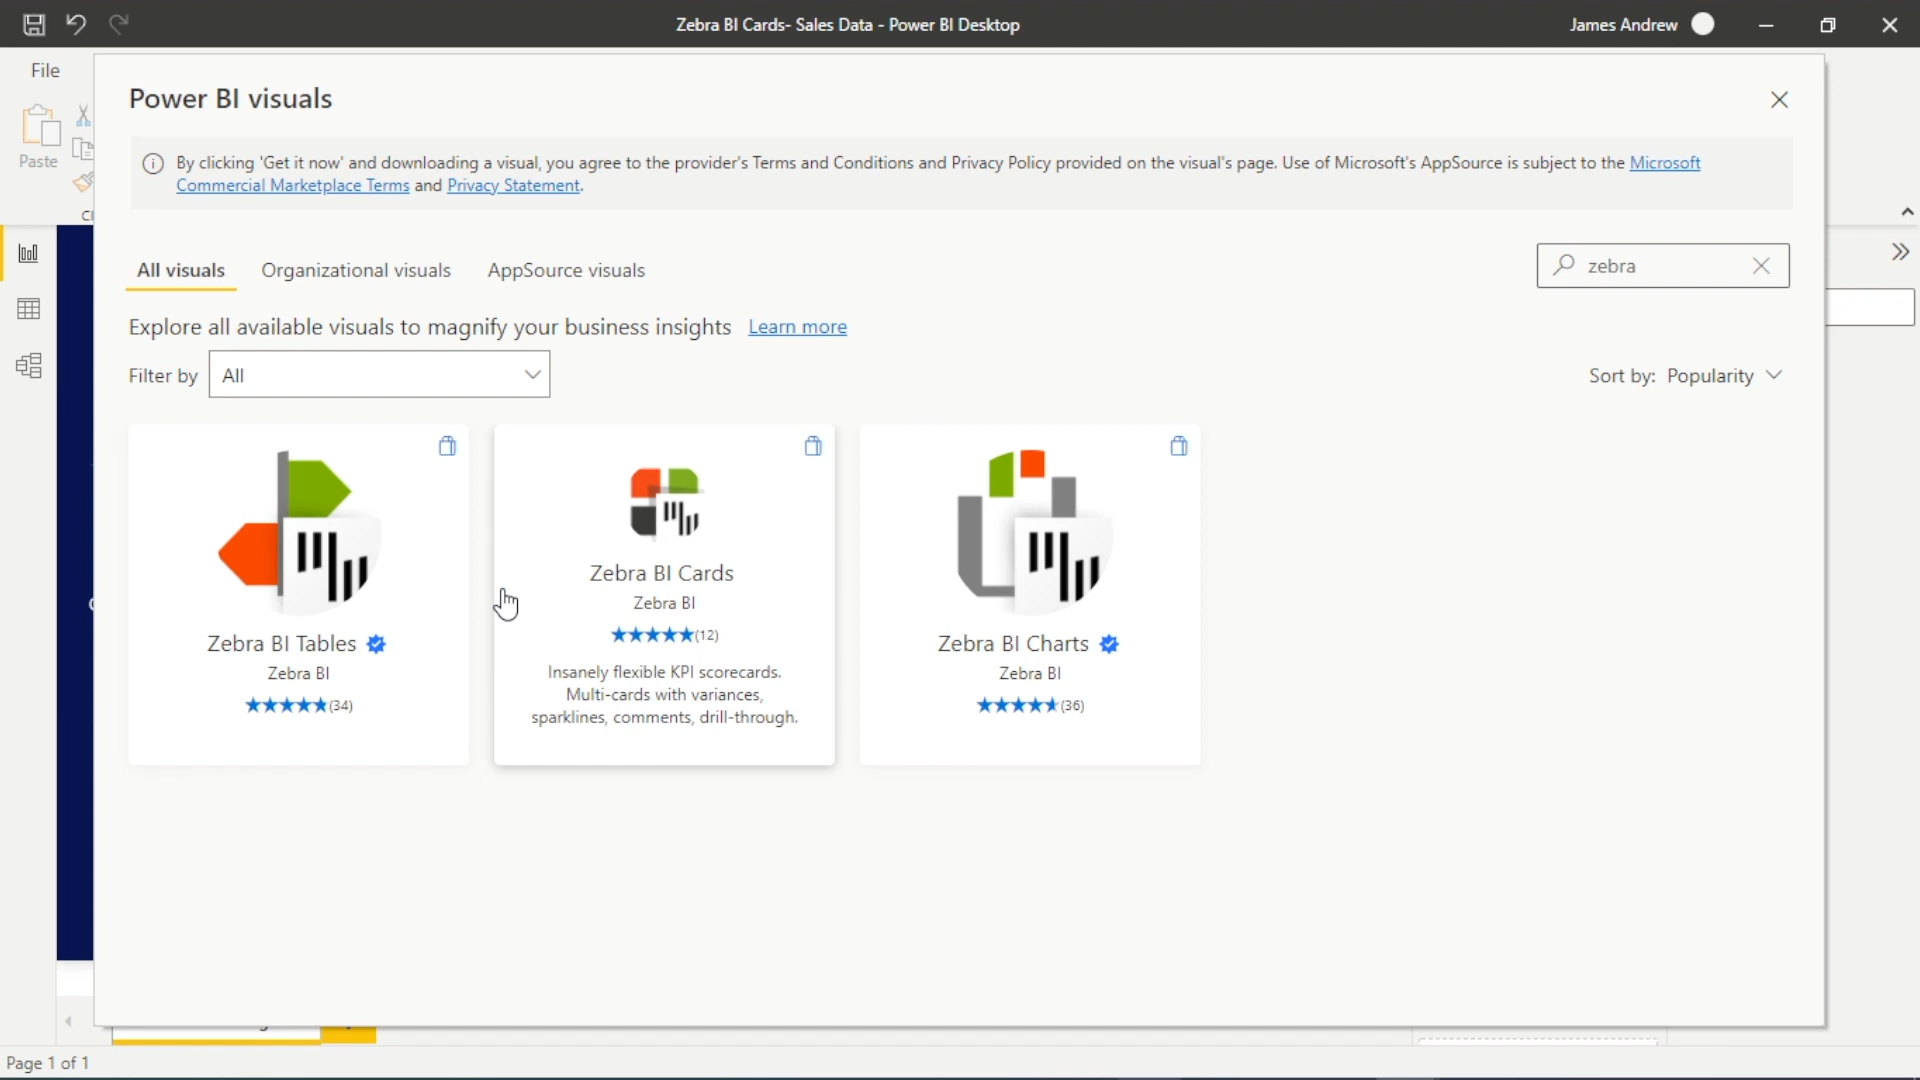 Zebra BI Cards- Sales Data - Power BI Desktop
James Andrew
File
Paste
Power BI visuals
By clicking 'Get it now' and downloading a visual, you agree to the provider's Terms and Conditions and Privacy Policy provided on the visual's page. Use of Microsoft's AppSource is subject to the Microsoft
Commercial Marketplace Terms and Privacy Statement.
All visuals
Organizational visuals
AppSource visuals
zebra
Explore all available visuals to magnify your business insights Learn more
Filter by All
Sort by: Popularity
Zebra BI Tables
Zebra BI
(34)
Zebra BI Cards
Zebra BI
(12)
Insanely flexible KPI scorecards.
Multi-cards with variances,
sparklines, comments, drill-through.
Zebra BI Charts
Zebra BI
(36)
Page 1 of 1